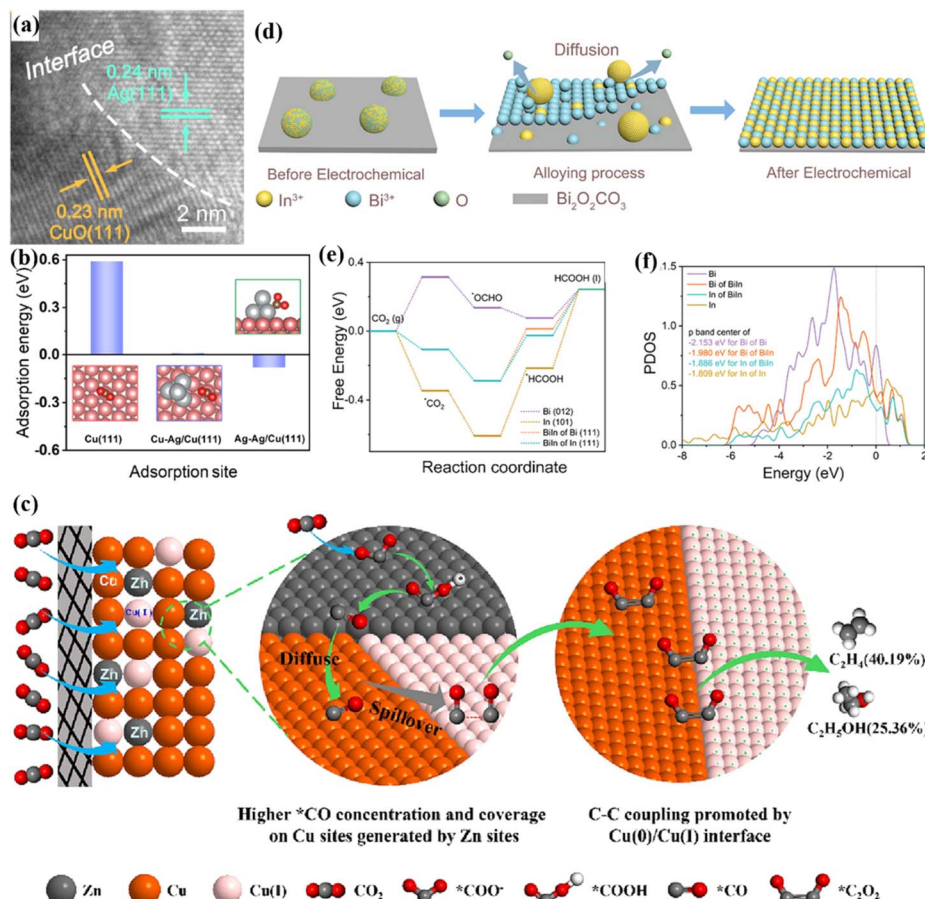 (a)
Interface
0.24 nm
Ag(111)
0.23 nm
CuO(111)
2 nm
(d)
Diffusion
Before Electrochemical
Alloying process
After Electrochemical
In³⁺
Bi³⁺
O
Bi₂O₂CO₃
(b)
Adsorption energy (eV)
0.6
0.3
0.0
-0.3
-0.6
Cu(111)
Cu-Ag/Cu(111)
Ag-Ag/Cu(111)
Adsorption site
(e)
Free Energy (eV)
0.4
0.0
-0.4
CO₂ (g)
*CO₂
*OCHO
*HCOOH
HCOOH (l)
Bi (012)
In (101)
BiIn of Bi (111)
BiIn of In (111)
Reaction coordinate
(f)
PDOS
1.5
1.0
0.5
0.0
Bi
Bi of BiIn
In of BiIn
In
p band center of
-2.153 eV for Bi of Bi
-1.980 eV for Bi of BiIn
-1.886 eV for In of BiIn
-1.809 eV for In of In
-8 -6 -4 -2 0 2
Energy (eV)
(c)
Cu
Zh
Cu(I)
Zh
Zh
Zh
Diffuse
Spillover
C₂H₄(40.19%)
C₂H₅OH(25.36%)
Higher *CO concentration and coverage
on Cu sites generated by Zn sites
C-C coupling promoted by
Cu(0)/Cu(I) interface
Zn
Cu
Cu(I)
CO₂
*COO⁻
*COOH
*CO
*C₂O₂